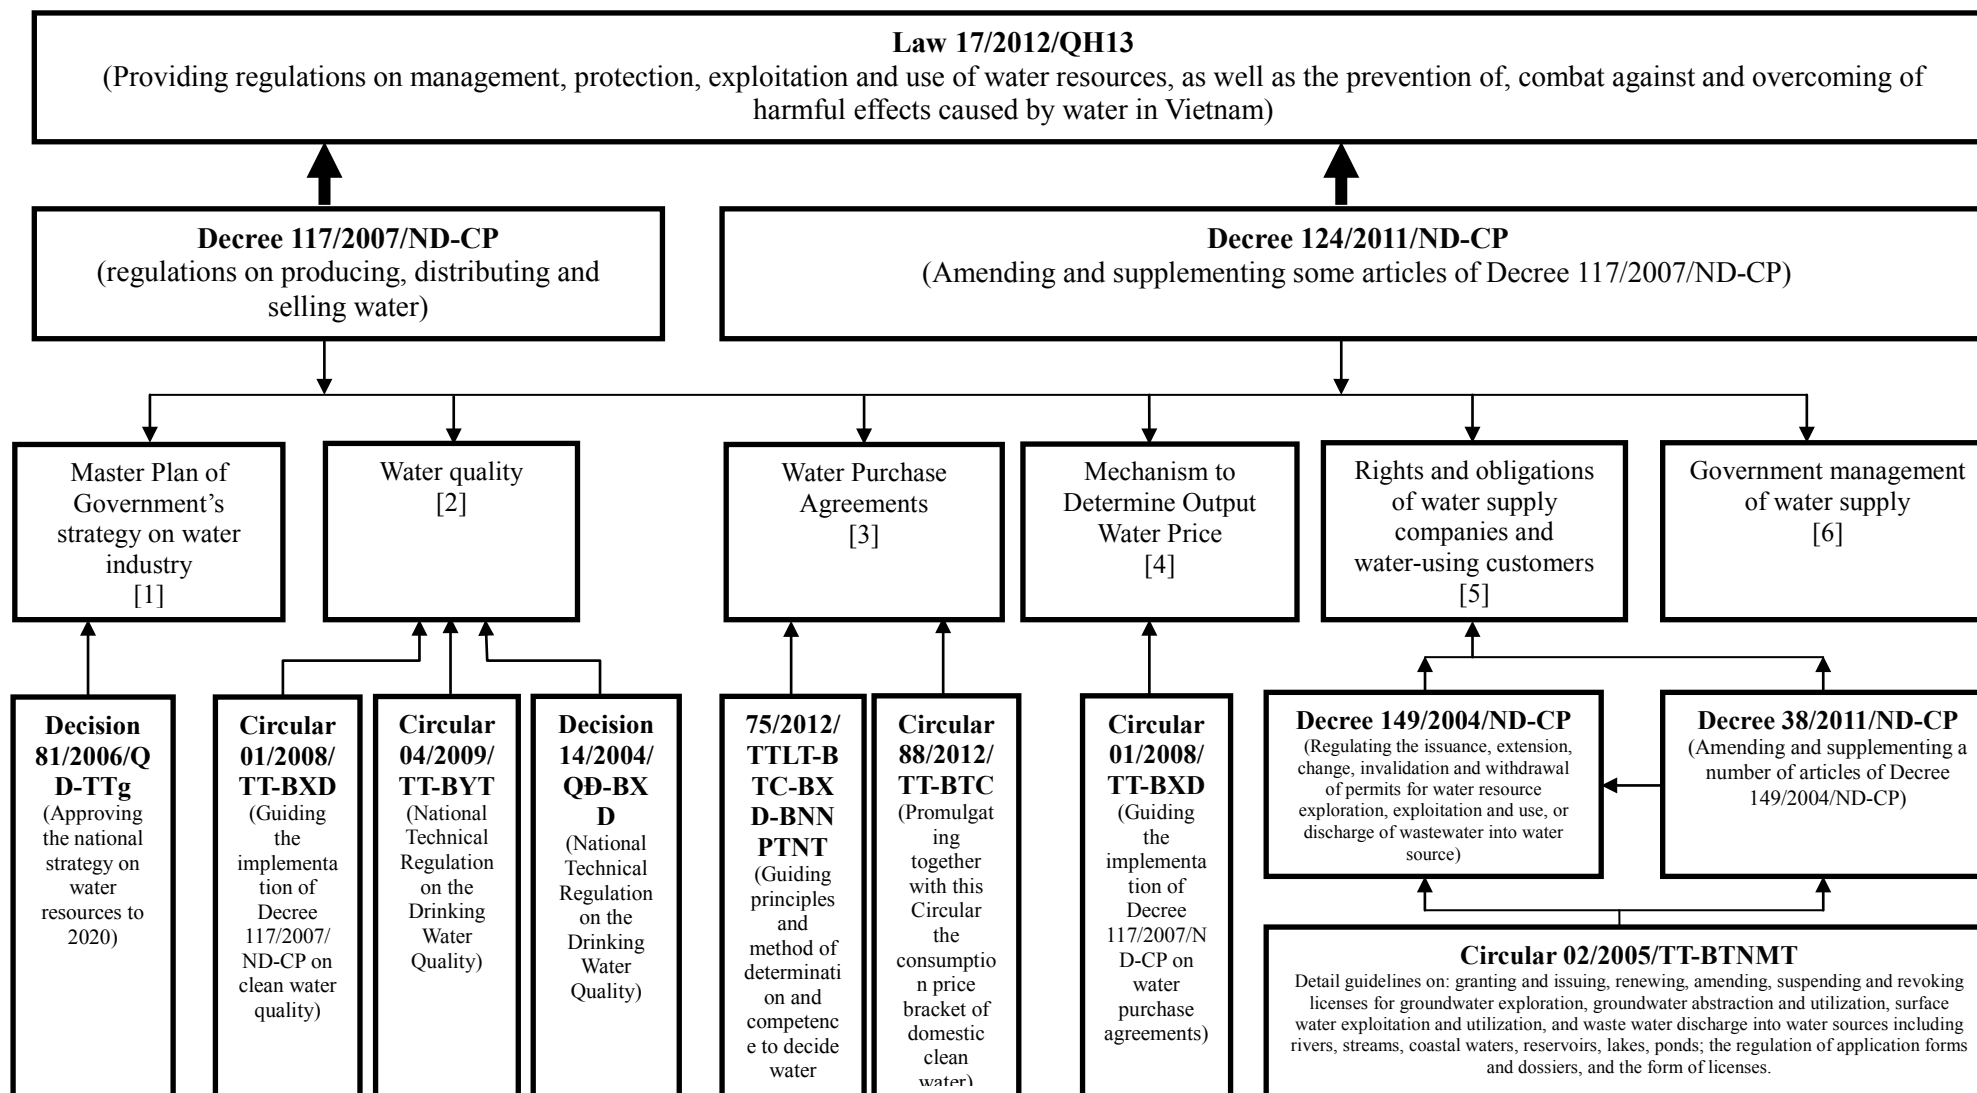 Law 17/2012/QH13
(Providing regulations on management, protection, exploitation and use of water resources, as well as the prevention of, combat against and overcoming of
harmful effects caused by water in Vietnam)
Decree 117/2007/ND-CP
(regulations on producing, distributing and
selling water)
Decree 124/2011/ND-CP
(Amending and supplementing some articles of Decree 117/2007/ND-CP)
Master Plan of
Government’s
strategy on water
industry
[1]
Water quality
[2]
Water Purchase
Agreements
[3]
Mechanism to
Determine Output
Water Price
[4]
Rights and obligations
of water supply
companies and
water-using customers
[5]
Government management
of water supply
[6]
Decision
81/2006/Q
D-TTg
(Approving
the national
strategy on
water
resources to
2020)
Circular
01/2008/
TT-BXD
(Guiding
the
implementa
tion of
Decree
117/2007/
ND-CP on
clean water
quality)
Circular
04/2009/
TT-BYT
(National
Technical
Regulation
on the
Drinking
Water
Quality)
Decision
14/2004/
QĐ-BX
D
(National
Technical
Regulation
on the
Drinking
Water
Quality)
75/2012/
TTLT-B
TC-BX
D-BNN
PTNT
(Guiding
principles
and
method of
determinati
on and
competenc
e to decide
water
Circular
88/2012/
TT-BTC
(Promulgat
ing
together
with this
Circular
the
consumptio
n price
bracket of
domestic
clean
water)
Circular
01/2008/
TT-BXD
(Guiding
the
implementa
tion of
Decree
117/2007/N
D-CP on
water
purchase
agreements)
Decree 149/2004/ND-CP
(Regulating the issuance, extension,
change, invalidation and withdrawal
of permits for water resource
exploration, exploitation and use, or
discharge of wastewater into water
source)
Decree 38/2011/ND-CP
(Amending and supplementing a
number of articles of Decree
149/2004/ND-CP)
Circular 02/2005/TT-BTNMT
Detail guidelines on: granting and issuing, renewing, amending, suspending and revoking
licenses for groundwater exploration, groundwater abstraction and utilization, surface
water exploitation and utilization, and waste water discharge into water sources including
rivers, streams, coastal waters, reservoirs, lakes, ponds; the regulation of application forms
and dossiers, and the form of licenses.